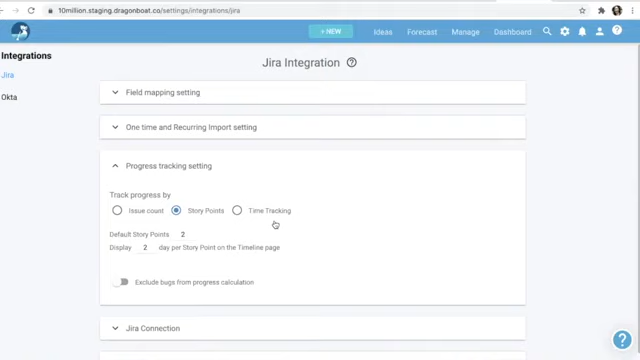 10million.staging.dragonboat.co/settings/integrations/jira
+ NEW
Ideas
Forecast
Manage
Dashboard
Integrations
Jira Integration
Jira
Okta
Field mapping setting
One time and Recurring Import setting
Progress tracking setting
Track progress by
Issue count
Story Points
Time Tracking
Default Story Points 2
Display 2 day per Story Point on the Timeline page
Exclude bugs from progress calculation
Jira Connection